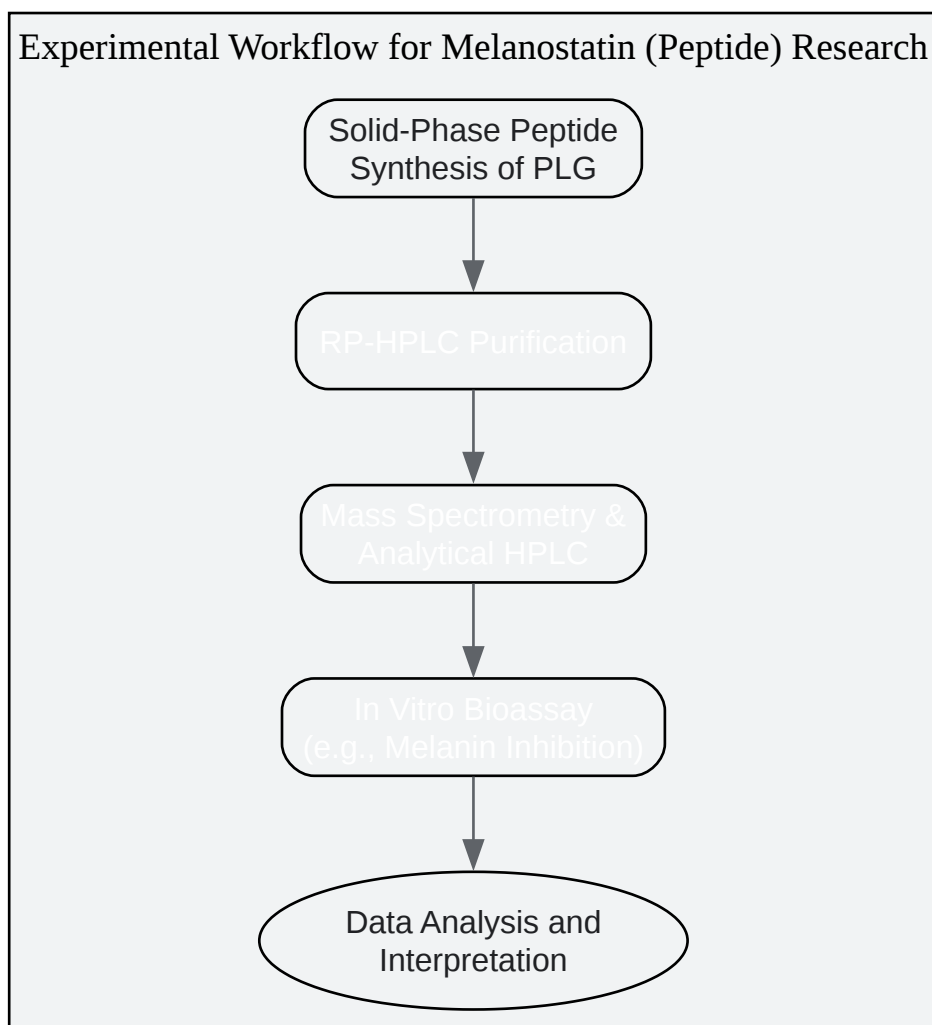 Experimental Workflow for Melanostatin (Peptide) Research
Solid-Phase Peptide
Synthesis of PLG
RP-HPLC Purification
Mass Spectrometry &
Analytical HPLC
In Vitro Bioassay
(e.g., Melanin Inhibition)
Data Analysis and
Interpretation